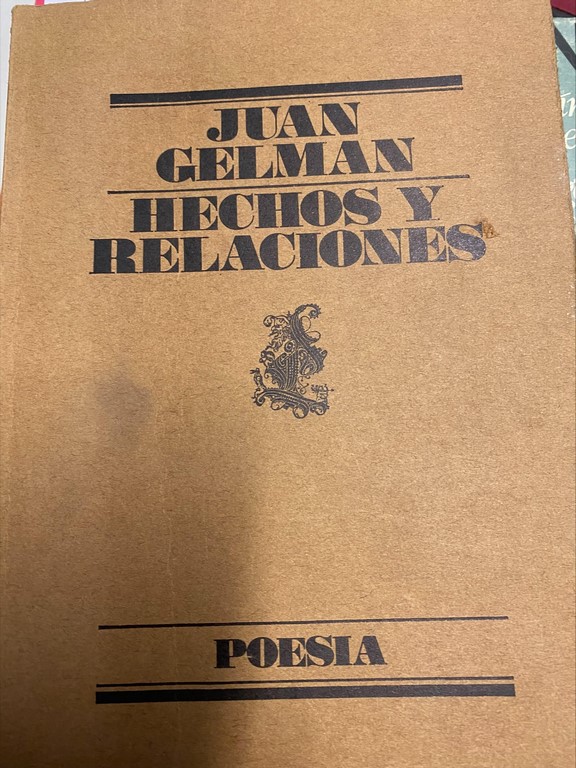 JUAN
GELMAN
HECHOS Y
RELACIONES
POESIA